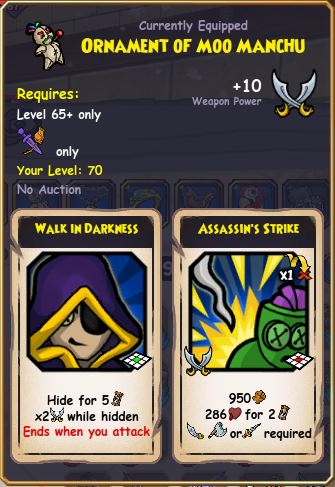 Currently Equipped
Ornament of Moo Manchu
+10
Weapon Power
Requires:
Level 65+ only
only
Your Level: 70
No Auction
Walk in Darkness
Hide for 5
x2 while hidden
Ends when you attack
Assassin's Strike
x1
950
286 for 2
or required